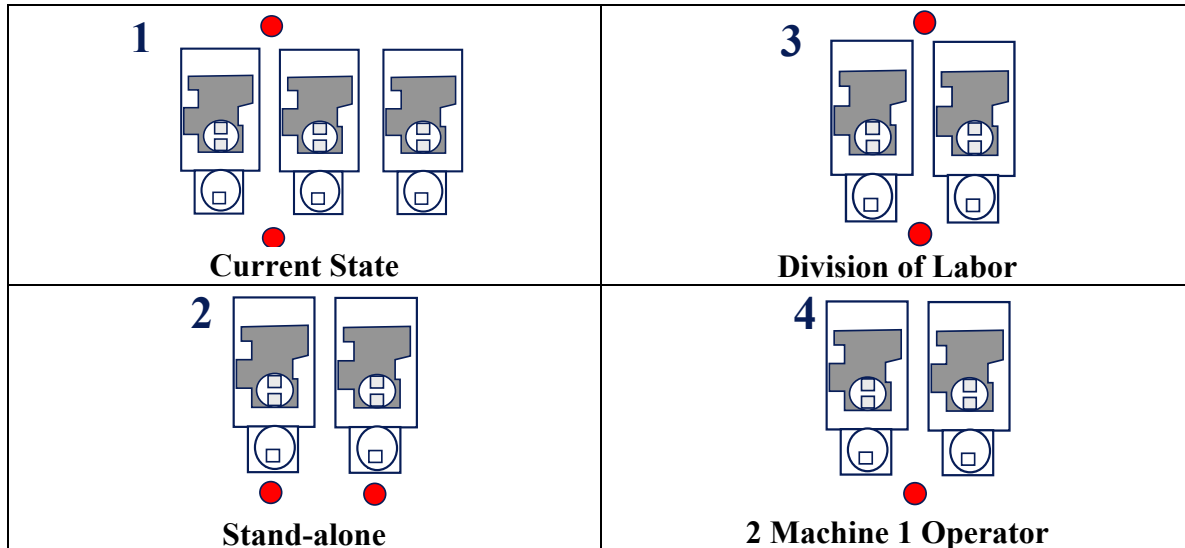 1
Current State
3
Division of Labor
2
Stand-alone
4
2 Machine 1 Operator